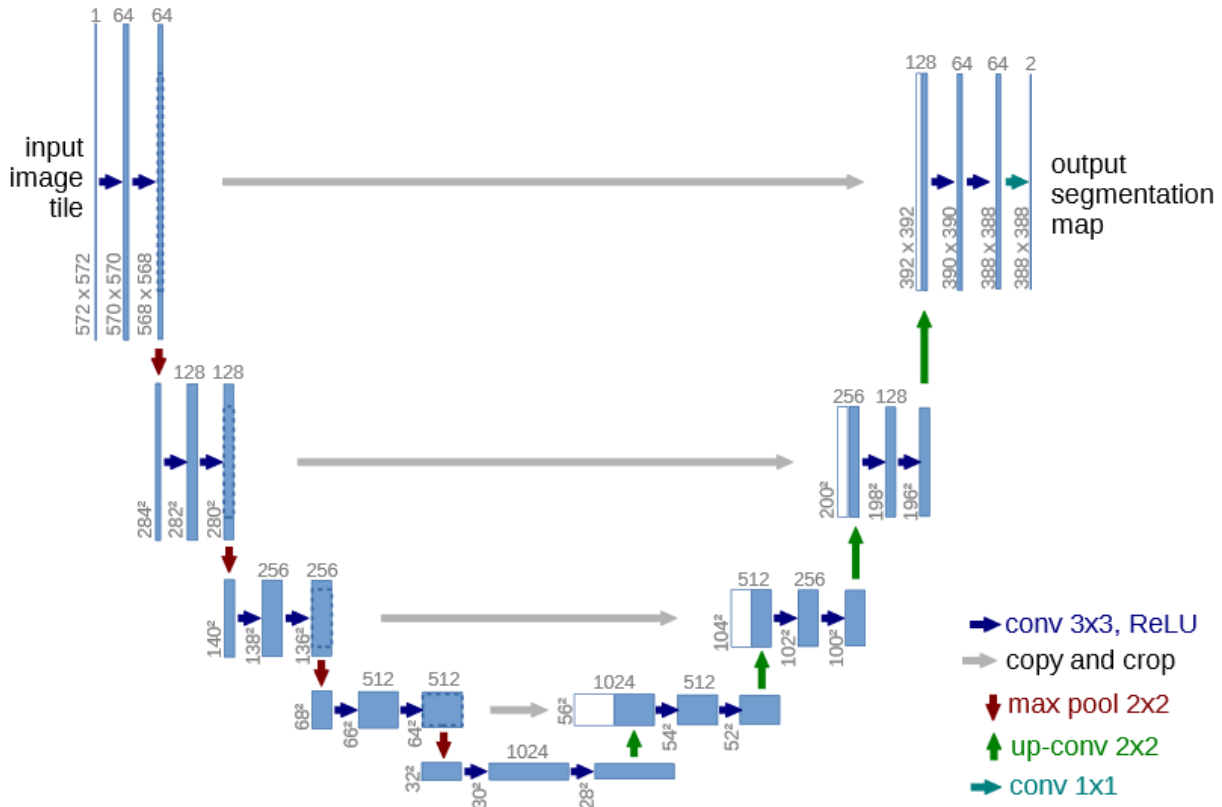 1 64 64
input
image
tile
572 x 572
570 x 570
568 x 568
128 64 64 2
output
segmentation
map
392 x 392
390 x 390
388 x 388
388 x 388
128 128
284²
282²
280²
256 128
200²
198²
196²
256 256
140²
138²
136²
512 256
104²
102²
100²
512 512
68²
66²
64²
1024 512
56²
54²
52²
1024
32²
30²
28²
conv 3x3, ReLU
copy and crop
max pool 2x2
up-conv 2x2
conv 1x1